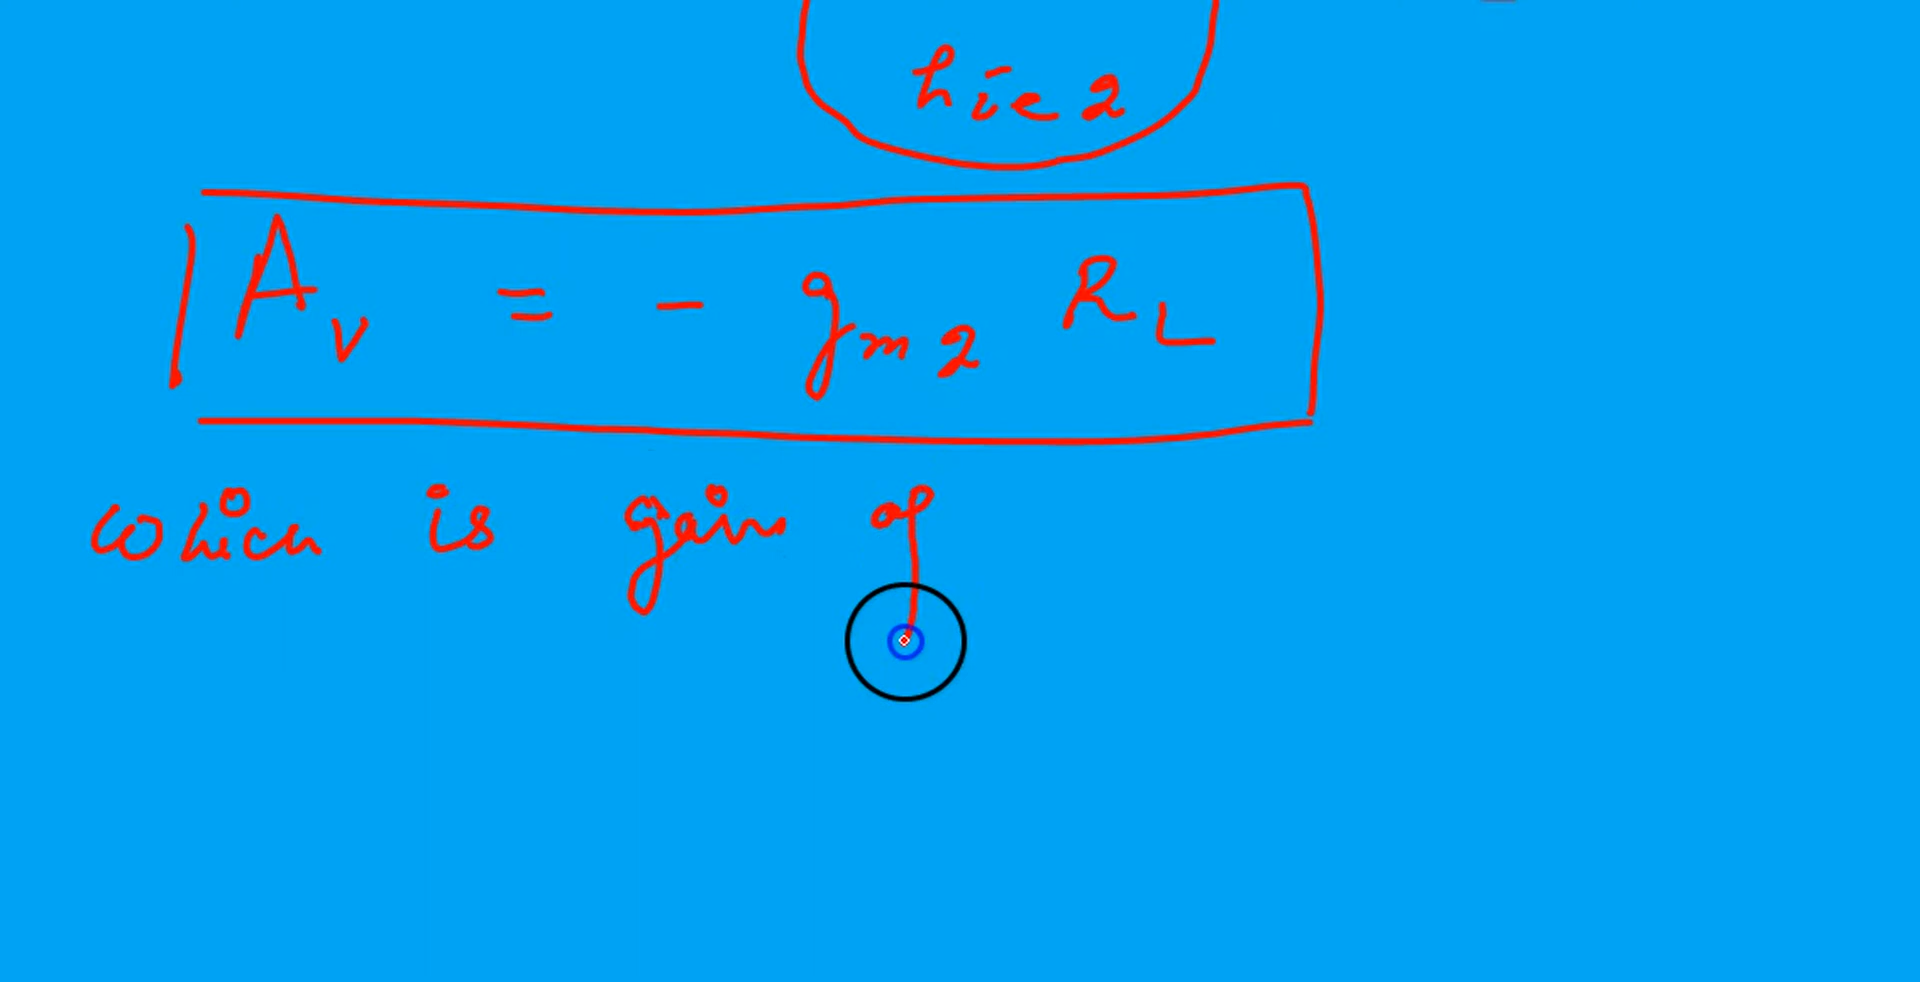 hie2
Av = - gm2 RL
which is gain of